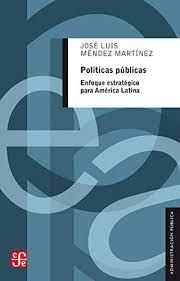 JOSÉ LUIS
MÉNDEZ MARTÍNEZ
Políticas públicas
Enfoque estratégico
para América Latina
FCE
ADMINISTRACIÓN PÚBLICA